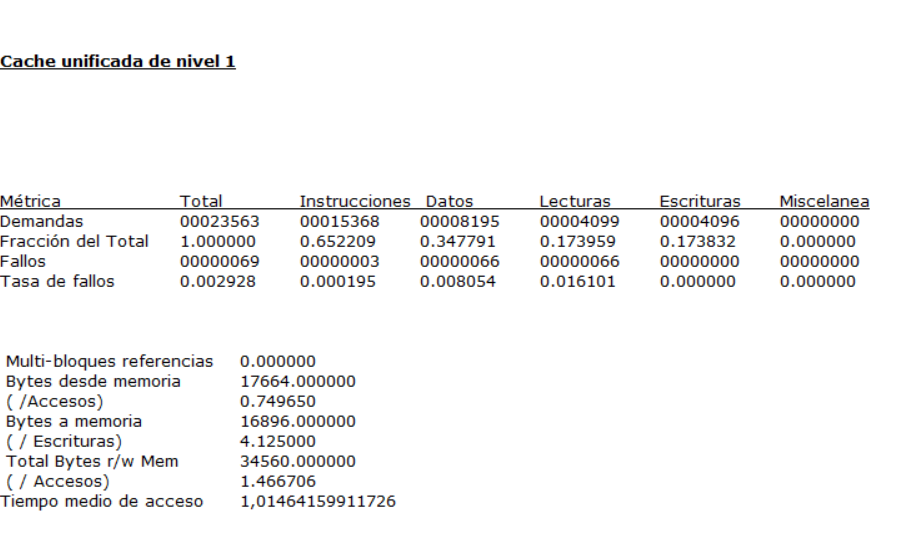 Cache unificada de nivel 1
Métrica Total Instrucciones Datos Lecturas Escrituras Miscelanea
Demandas 00023563 00015368 00008195 00004099 00004096 00000000
Fracción del Total 1.000000 0.652209 0.347791 0.173959 0.173832 0.000000
Fallos 00000069 00000003 00000066 00000066 00000000 00000000
Tasa de fallos 0.002928 0.000195 0.008054 0.016101 0.000000 0.000000
Multi-bloques referencias 0.000000
Bytes desde memoria 17664.000000
( /Accesos) 0.749650
Bytes a memoria 16896.000000
( / Escrituras) 4.125000
Total Bytes r/w Mem 34560.000000
( / Accesos) 1.466706
Tiempo medio de acceso 1,01464159911726